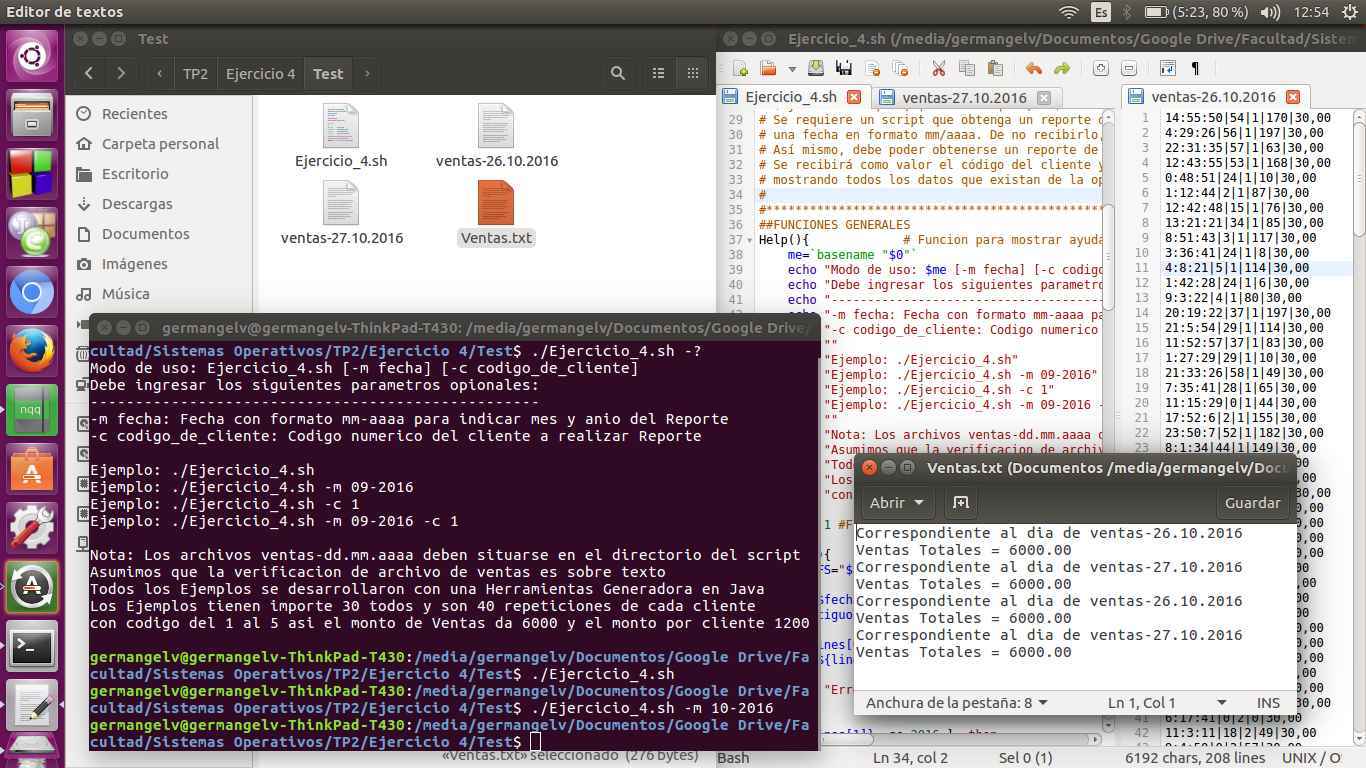 Editor de textos
Es
(5:23, 80 %)
12:54
Test
TP2
Ejercicio 4
Test
Recientes
Carpeta personal
Escritorio
Descargas
Documentos
Imágenes
Música
Ejercicio_4.sh
ventas-26.10.2016
ventas-27.10.2016
Ventas.txt
«Ventas.txt» seleccionado (276 bytes)
nqq
germangelv@germangelv-ThinkPad-T430: /media/germangelv/Documentos/Google Drive/
cultad/Sistemas Operativos/TP2/Ejercicio 4/Test$ ./Ejercicio_4.sh -?
Modo de uso: Ejercicio_4.sh [-m fecha] [-c codigo_de_cliente]
Debe ingresar los siguientes parametros opionales:
--------------------------------------------------
-m fecha: Fecha con formato mm-aaaa para indicar mes y anio del Reporte
-c codigo_de_cliente: Codigo numerico del cliente a realizar Reporte
Ejemplo: ./Ejercicio_4.sh
Ejemplo: ./Ejercicio_4.sh -m 09-2016
Ejemplo: ./Ejercicio_4.sh -c 1
Ejemplo: ./Ejercicio_4.sh -m 09-2016 -c 1
Nota: Los archivos ventas-dd.mm.aaaa deben situarse en el directorio del script
Asumimos que la verificacion de archivo de ventas es sobre texto
Todos los Ejemplos se desarrollaron con una Herramientas Generadora en Java
Los Ejemplos tienen importe 30 todos y son 40 repeticiones de cada cliente
con codigo del 1 al 5 asi el monto de Ventas da 6000 y el monto por cliente 1200
germangelv@germangelv-ThinkPad-T430:/media/germangelv/Documentos/Google Drive/Fa
cultad/Sistemas Operativos/TP2/Ejercicio 4/Test$ ./Ejercicio_4.sh
germangelv@germangelv-ThinkPad-T430:/media/germangelv/Documentos/Google Drive/Fa
cultad/Sistemas Operativos/TP2/Ejercicio 4/Test$ ./Ejercicio_4.sh -m 10-2016
germangelv@germangelv-ThinkPad-T430:/media/germangelv/Documentos/Google Drive/Fa
cultad/Sistemas Operativos/TP2/Ejercicio 4/Test$
Ejercicio_4.sh (/media/germangelv/Documentos/Google Drive/Facultad/Sistem
Ejercicio_4.sh
ventas-27.10.2016
ventas-26.10.2016
29 # Se requiere un script que obtenga un reporte
30 # una fecha en formato mm/aaaa. De no recibirlo,
31 # Así mismo, debe poder obtenerse un reporte de
32 # Se recibirá como valor el código del cliente y
33 # mostrando todos los datos que existan de la
34 #
35 #***********************************************
36 ##FUNCIONES GENERALES
37 Help(){ # Funcion para mostrar ayuda
38 me=`basename "$0"`
39 echo "Modo de uso: $me [-m fecha] [-c codigo
40 echo "Debe ingresar los siguientes parametro
41 echo "-------------------------------------
"-m fecha: Fecha con formato mm-aaaa pa
"-c codigo_de_cliente: Codigo numerico
""
"Ejemplo: ./Ejercicio_4.sh"
"Ejemplo: ./Ejercicio_4.sh -m 09-2016"
"Ejemplo: ./Ejercicio_4.sh -c 1"
"Ejemplo: ./Ejercicio_4.sh -m 09-2016 -
""
"Nota: Los archivos ventas-dd.mm.aaaa
"Asumimos que la verificacion de archiv
"Todo
"Los
"con
1 #F
"Erro
1 14:55:50|54|1|170|30,00
2 4:29:26|56|1|197|30,00
3 22:31:35|57|1|63|30,00
4 12:43:55|53|1|168|30,00
5 0:48:51|24|1|10|30,00
6 1:12:44|2|1|87|30,00
7 12:42:48|15|1|76|30,00
8 13:21:21|34|1|85|30,00
9 8:51:43|3|1|117|30,00
10 3:36:41|24|1|8|30,00
11 4:8:21|5|1|114|30,00
12 1:42:28|24|1|6|30,00
13 9:3:22|4|1|80|30,00
14 20:19:22|37|1|197|30,00
15 21:5:54|29|1|114|30,00
16 11:52:57|37|1|83|30,00
17 1:27:29|29|1|10|30,00
18 21:33:26|58|1|49|30,00
19 7:35:41|28|1|65|30,00
20 11:15:29|0|1|44|30,00
21 17:52:6|2|1|155|30,00
22 23:50:7|52|1|182|30,00
23 8:1:34|44|1|149|30,00
6:17:41|0|2|0|30,00
42 11:3:11|18|2|49|30,00
Ventas.txt (Documentos /media/germangelv/Docu
Abrir
Guardar
Correspondiente al dia de ventas-26.10.2016
Ventas Totales = 6000.00
Correspondiente al dia de ventas-27.10.2016
Ventas Totales = 6000.00
Correspondiente al dia de ventas-26.10.2016
Ventas Totales = 6000.00
Correspondiente al dia de ventas-27.10.2016
Ventas Totales = 6000.00
Anchura de la pestaña: 8
Ln 1, Col 1
INS
Bash
Ln 34, col 2
Sel 0 (1)
6192 chars, 208 lines
UNIX / OS